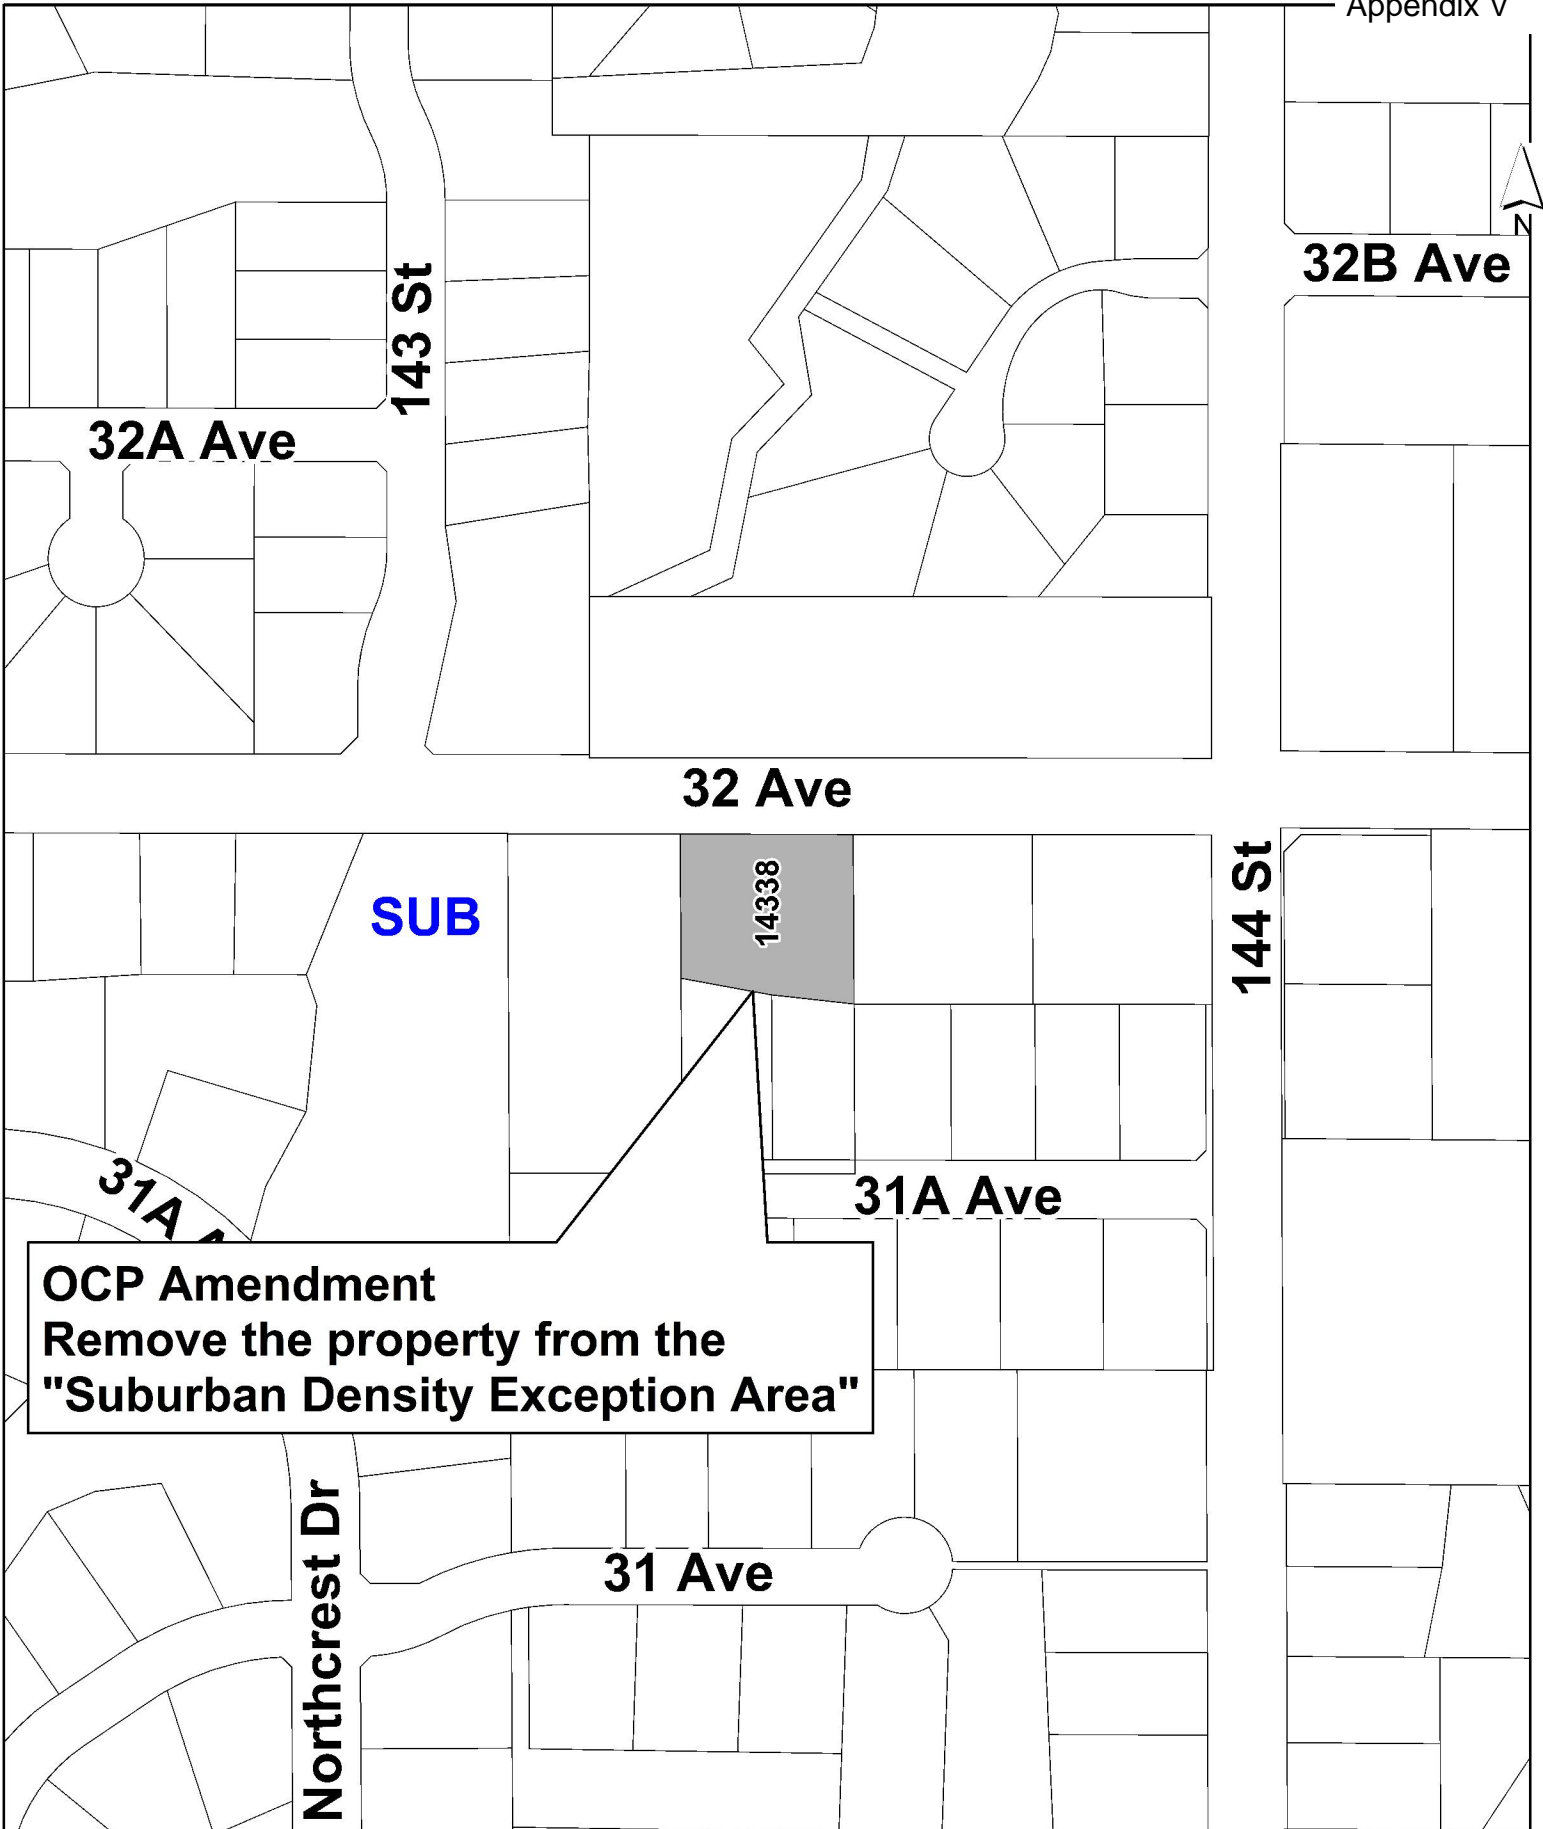 Appendix V
N
32B Ave
143 St
32A Ave
32 Ave
14338
144 St
SUB
31A A
31A Ave
OCP Amendment
Remove the property from the
"Suburban Density Exception Area"
31 Ave
Northcrest Dr